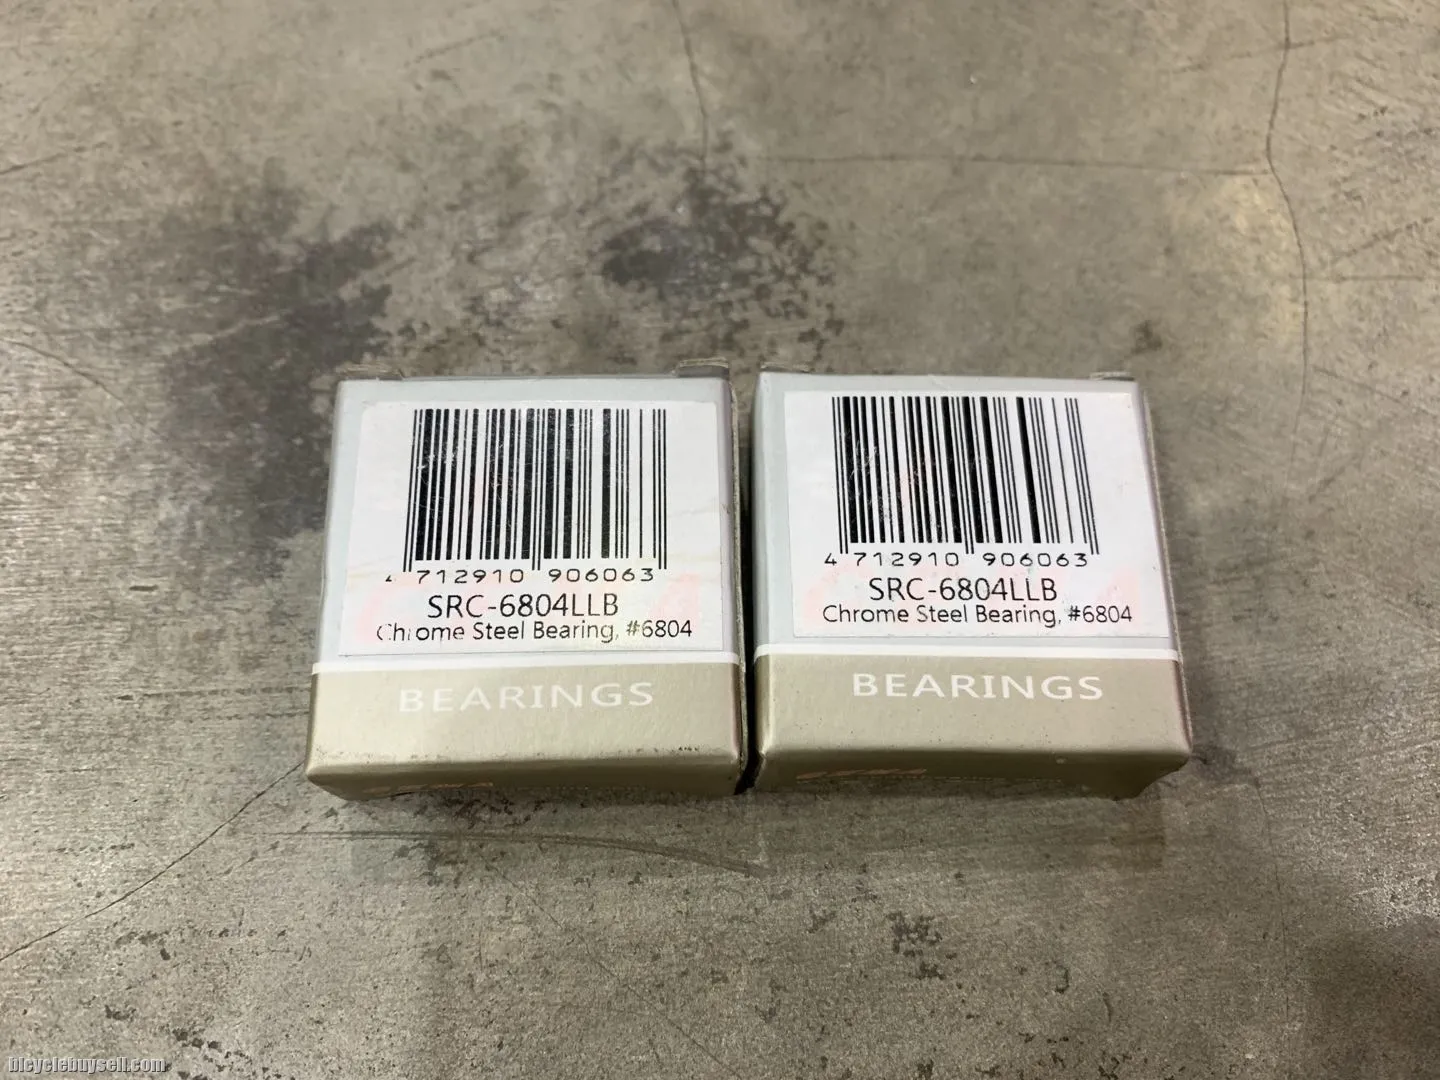 4 712910 906063
SRC-6804LLB
Chrome Steel Bearing, #6804
BEARINGS
4 712910 906063
SRC-6804LLB
Chrome Steel Bearing, #6804
BEARINGS
bicyclebuysell.com